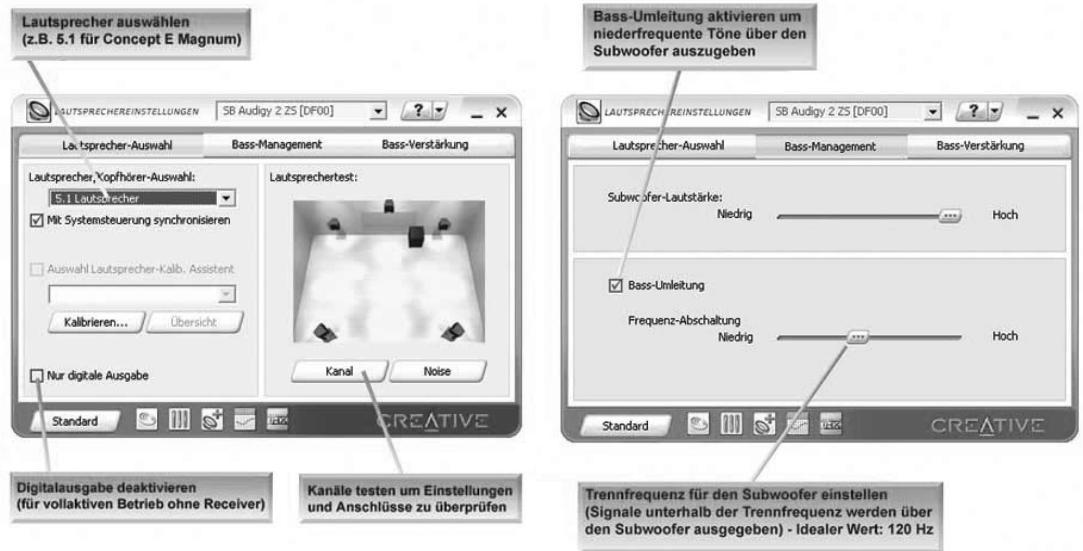 Lautsprecher auswählen
(z.B. 5.1 für Concept E Magnum)
LAUTSPRECHEREINSTELLUNGEN
SB Audigy 2 ZS [DF00]
?
Lautsprecher-Auswahl
Bass-Management
Bass-Verstärkung
Lautsprecher,Kopfhörer-Auswahl:
5.1 Lautsprecher
Mit Systemsteuerung synchronisieren
Auswahl Lautsprecher-Kalib. Assistent
Kalibrieren...
Übersicht
Nur digitale Ausgabe
Lautsprechertest:
Kanal
Noise
Standard
CREATIVE
Digitalausgabe deaktivieren
(für vollaktiven Betrieb ohne Receiver)
Kanäle testen um Einstellungen
und Anschlüsse zu überprüfen
Bass-Umleitung aktivieren um
niederfrequente Töne über den
Subwoofer auszugeben
LAUTSPRECHEREINSTELLUNGEN
SB Audigy 2 ZS [DF00]
?
Lautsprecher-Auswahl
Bass-Management
Bass-Verstärkung
Subwoofer-Lautstärke:
Niedrig
Hoch
Bass-Umleitung
Frequenz-Abschaltung
Niedrig
Hoch
Standard
CREATIVE
Trennfrequenz für den Subwoofer einstellen
(Signale unterhalb der Trennfrequenz werden über
den Subwoofer ausgegeben) - Idealer Wert: 120 Hz